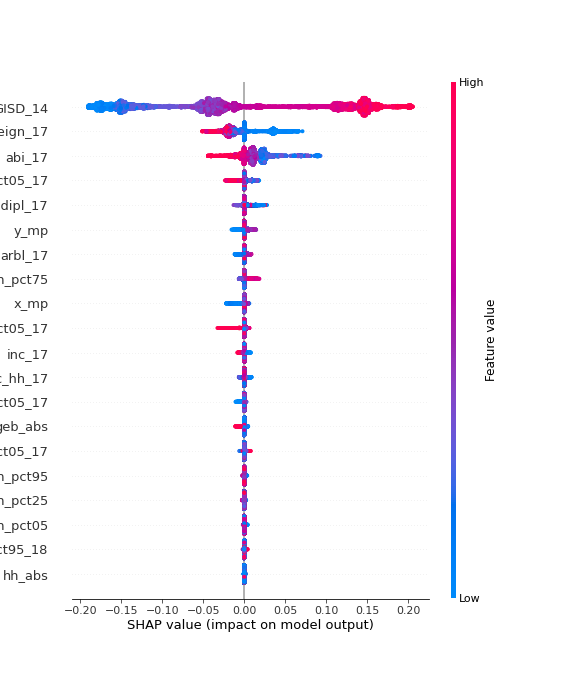 High
GISD_14
eign_17
abi_17
ct05_17
dipl_17
y_mp
arbl_17
n_pct75
x_mp
ct05_17
inc_17
c_hh_17
ct05_17
geb_abs
ct05_17
n_pct95
n_pct25
n_pct05
ct95_18
hh_abs
Feature value
Low
−0.20 −0.15 −0.10 −0.05 0.00 0.05 0.10 0.15 0.20
SHAP value (impact on model output)